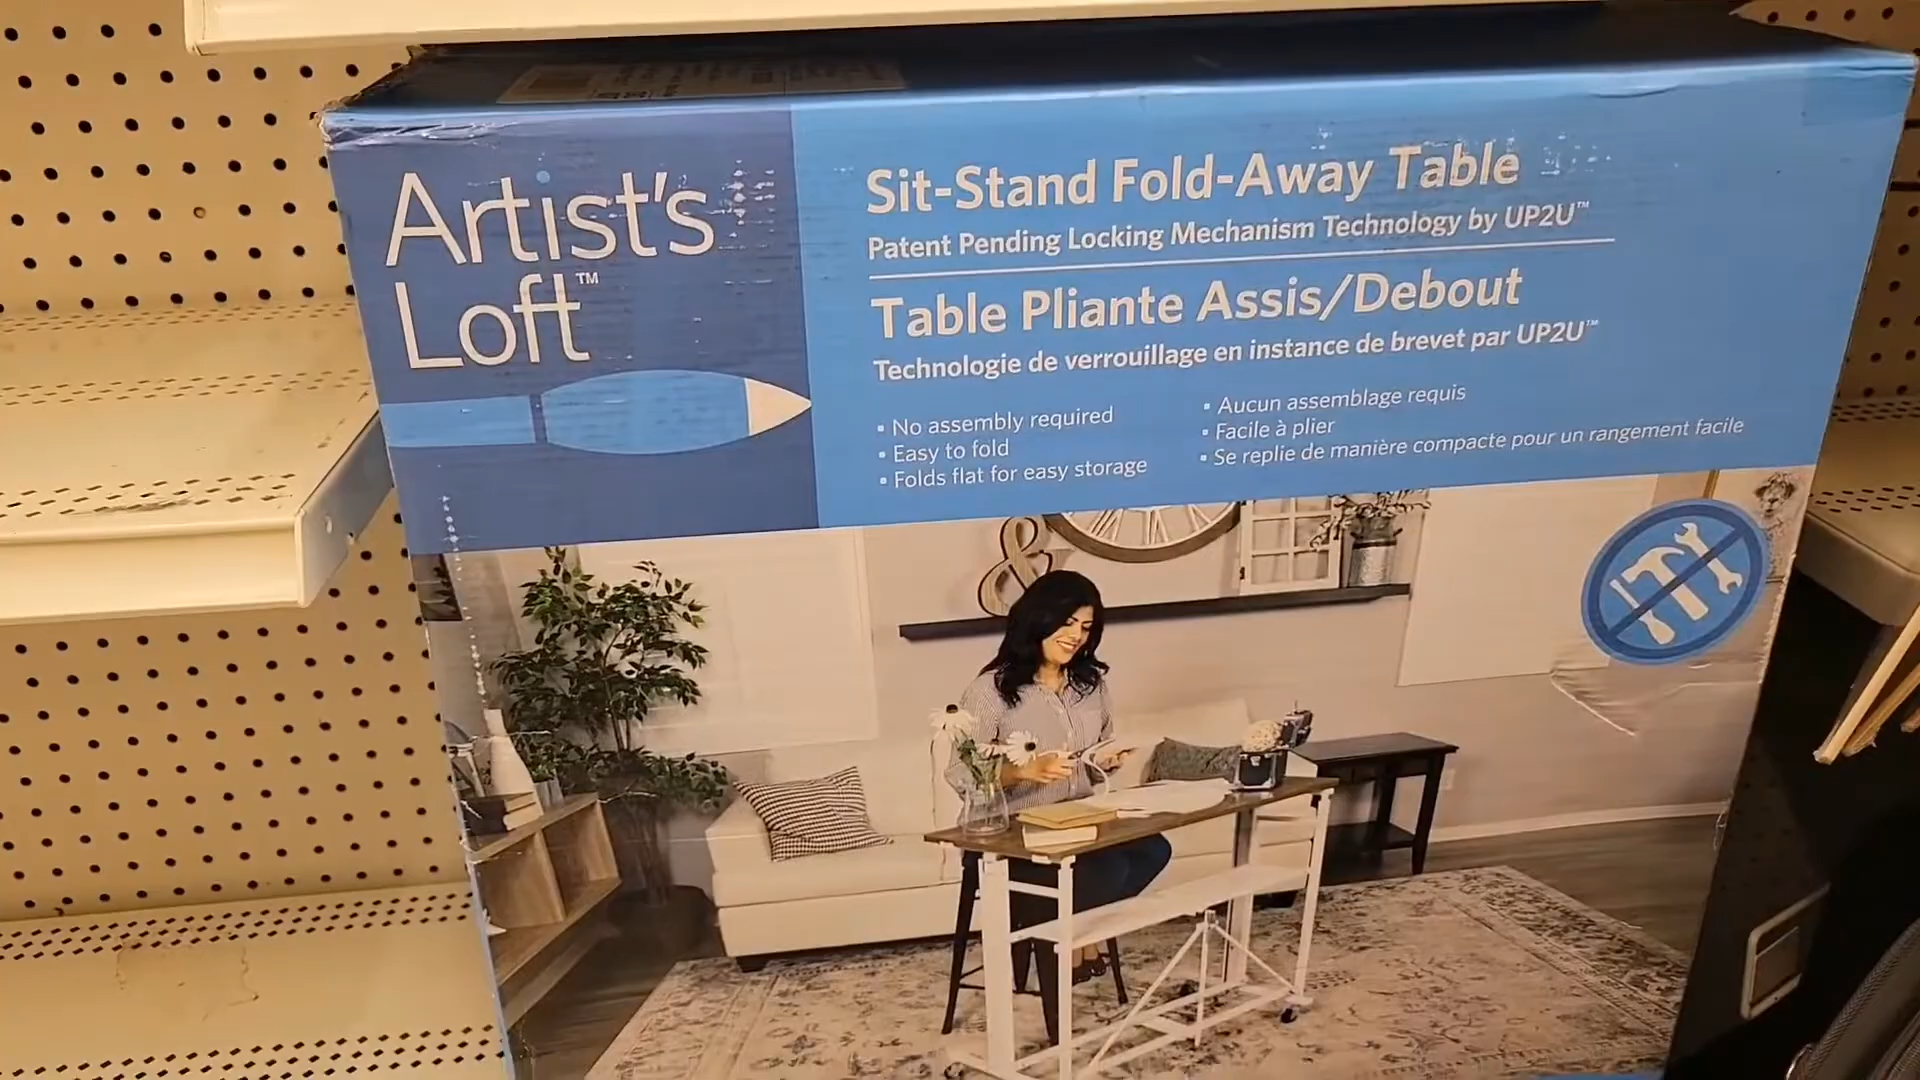 Artist's
Loft™
Sit-Stand Fold-Away Table
Patent Pending Locking Mechanism Technology by UP2U™
Table Pliante Assis/Debout
Technologie de verrouillage en instance de brevet par UP2U™
▪ No assembly required
▪ Easy to fold
▪ Folds flat for easy storage
▪ Aucun assemblage requis
▪ Facile à plier
▪ Se replie de manière compacte pour un rangement facile
&